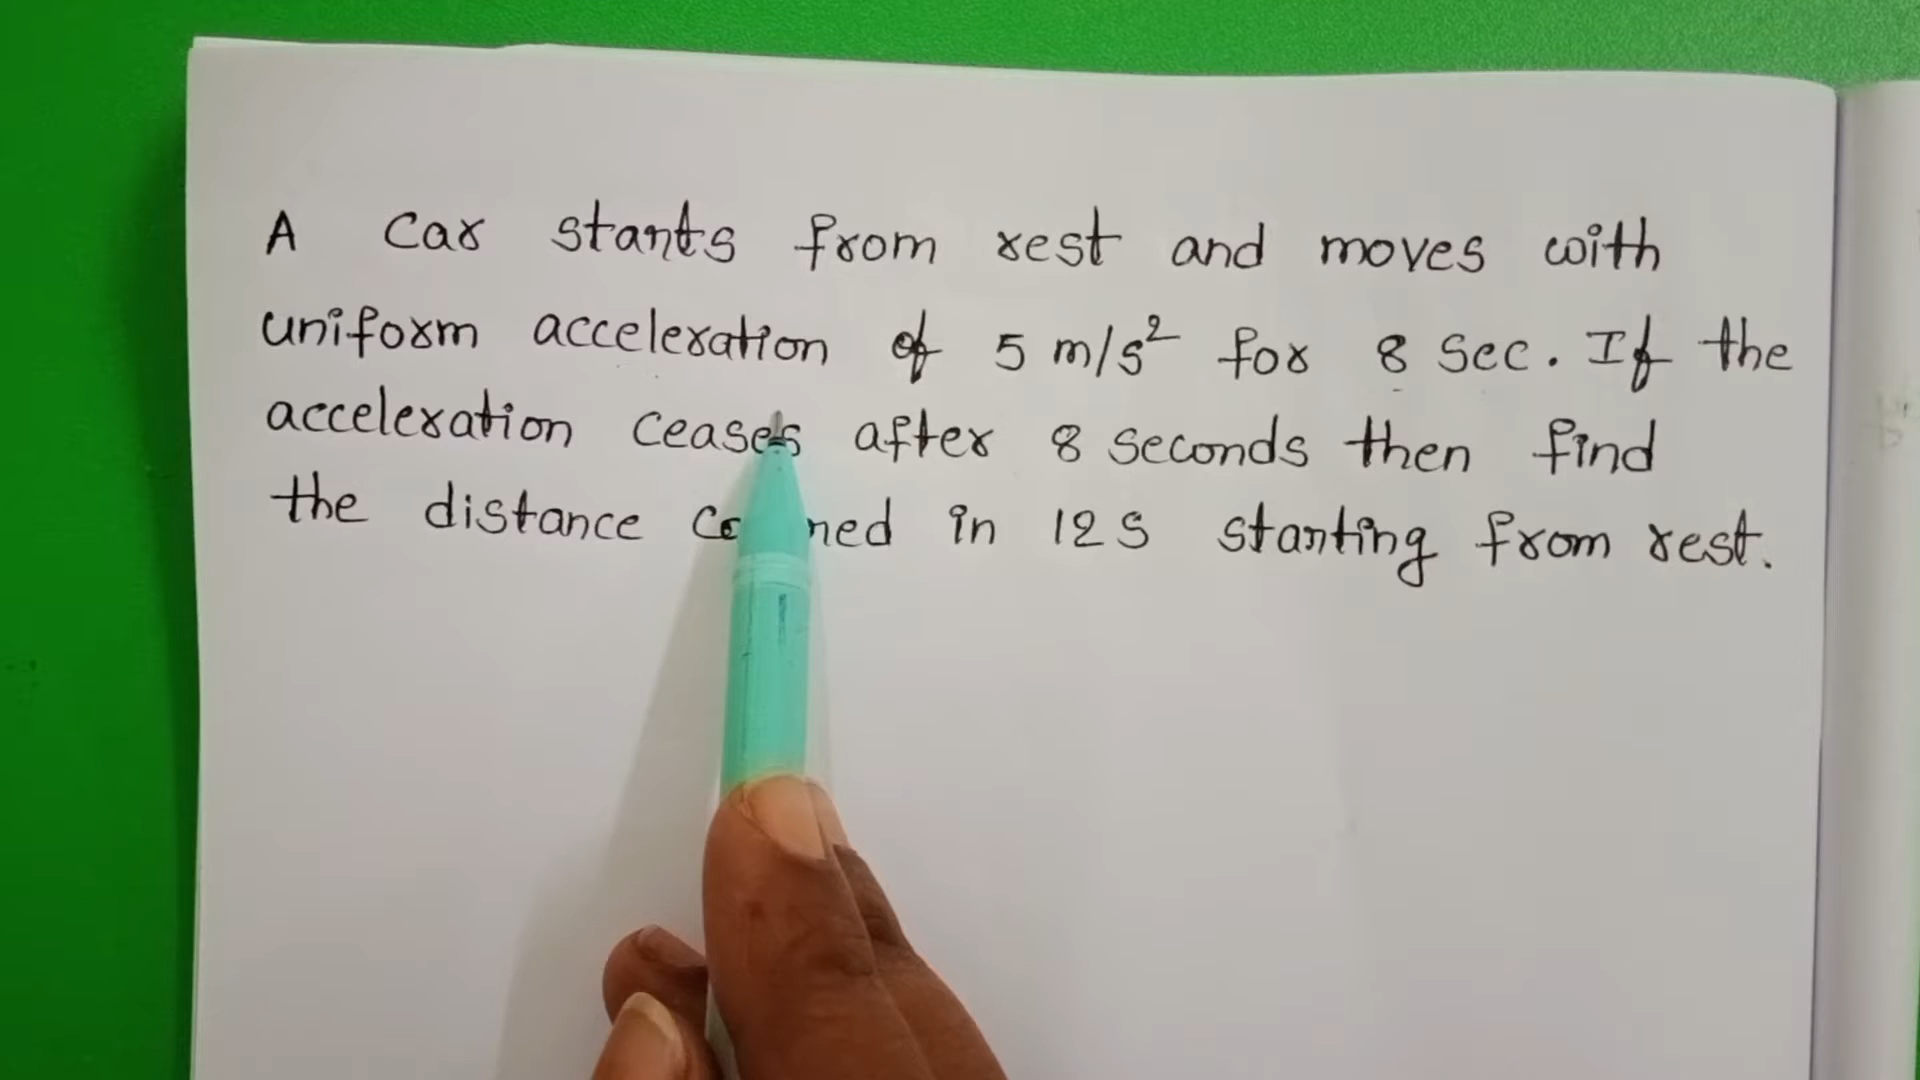 A car starts from rest and moves with
uniform acceleration of 5 m/s² for 8 sec. If the
acceleration ceases after 8 seconds then find
the distance in 12 s starting from rest.